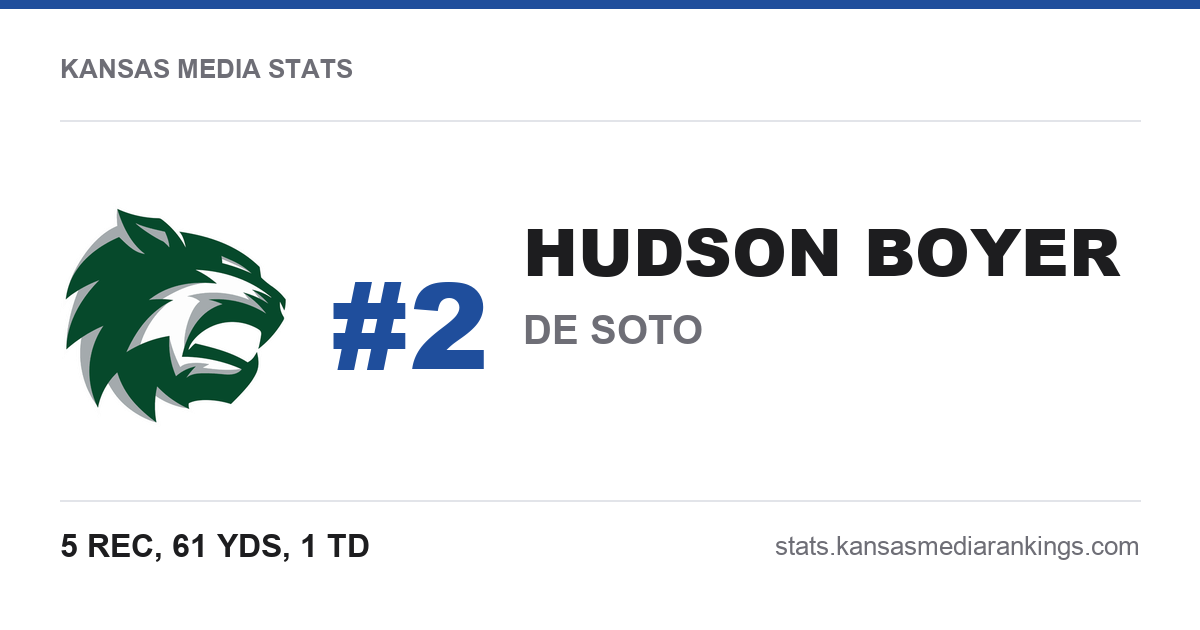 KANSAS MEDIA STATS
#2
HUDSON BOYER
DE SOTO
5 REC, 61 YDS, 1 TD
stats.kansasmediarankings.com